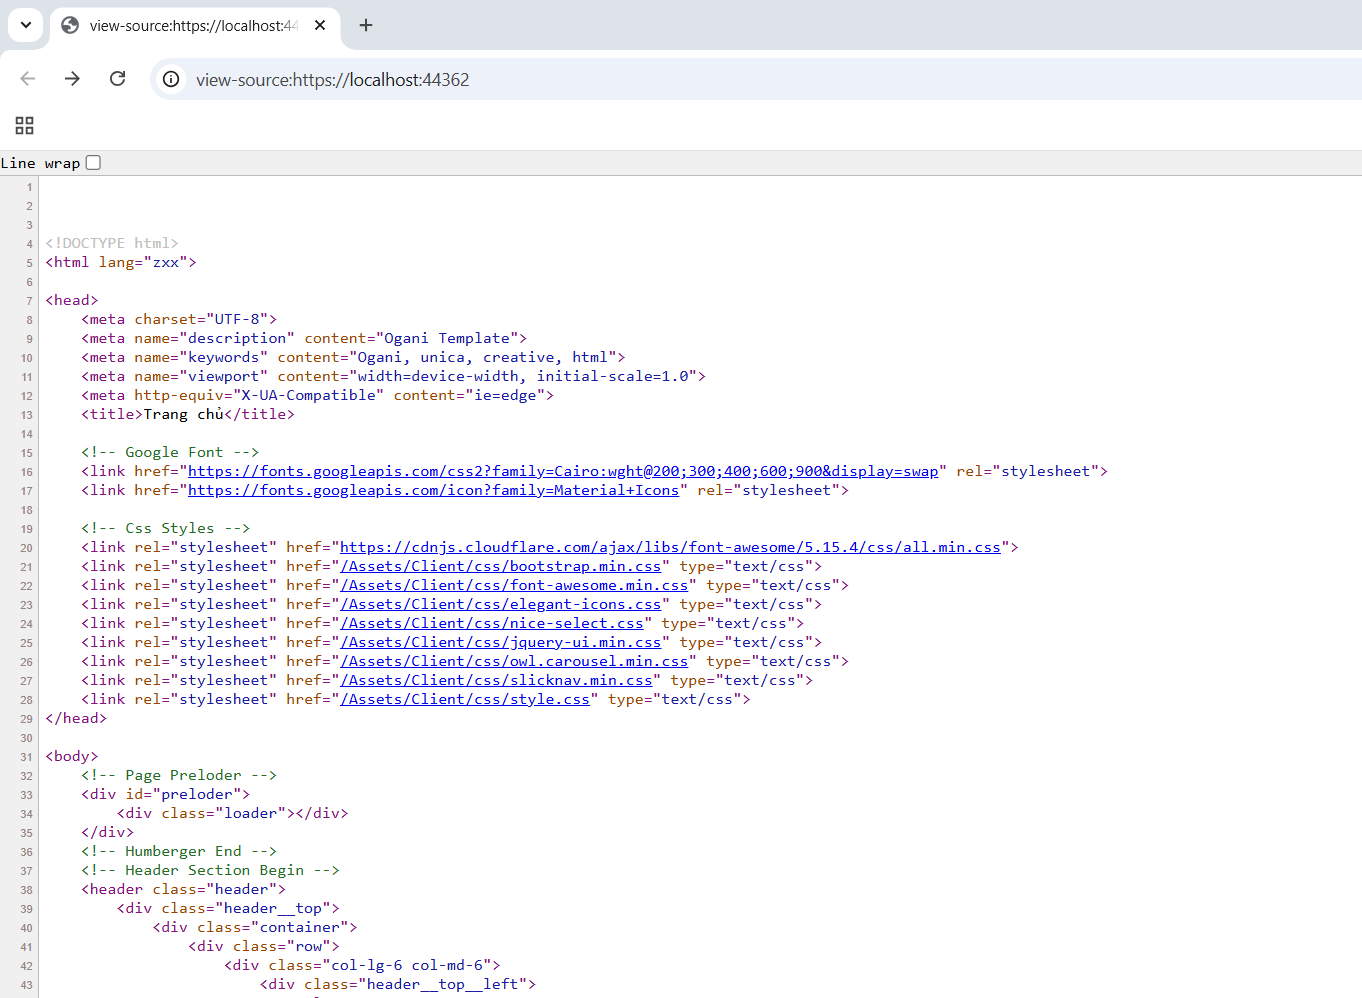 view-source:https://localhost:44
view-source:https://localhost:44362
Line wrap
1
2
3
4 <!DOCTYPE html>
5 <html lang="zxx">
6
7 <head>
8 <meta charset="UTF-8">
9 <meta name="description" content="Ogani Template">
10 <meta name="keywords" content="Ogani, unica, creative, html">
11 <meta name="viewport" content="width=device-width, initial-scale=1.0">
12 <meta http-equiv="X-UA-Compatible" content="ie=edge">
13 <title>Trang chủ</title>
14
15 <!-- Google Font -->
16 <link href="https://fonts.googleapis.com/css2?family=Cairo:wght@200;300;400;600;900&display=swap" rel="stylesheet">
17 <link href="https://fonts.googleapis.com/icon?family=Material+Icons" rel="stylesheet">
18
19 <!-- Css Styles -->
20 <link rel="stylesheet" href="https://cdnjs.cloudflare.com/ajax/libs/font-awesome/5.15.4/css/all.min.css">
21 <link rel="stylesheet" href="/Assets/Client/css/bootstrap.min.css" type="text/css">
22 <link rel="stylesheet" href="/Assets/Client/css/font-awesome.min.css" type="text/css">
23 <link rel="stylesheet" href="/Assets/Client/css/elegant-icons.css" type="text/css">
24 <link rel="stylesheet" href="/Assets/Client/css/nice-select.css" type="text/css">
25 <link rel="stylesheet" href="/Assets/Client/css/jquery-ui.min.css" type="text/css">
26 <link rel="stylesheet" href="/Assets/Client/css/owl.carousel.min.css" type="text/css">
27 <link rel="stylesheet" href="/Assets/Client/css/slicknav.min.css" type="text/css">
28 <link rel="stylesheet" href="/Assets/Client/css/style.css" type="text/css">
29 </head>
30
31 <body>
32 <!-- Page Preloder -->
33 <div id="preloder">
34 <div class="loader"></div>
35 </div>
36 <!-- Humberger End -->
37 <!-- Header Section Begin -->
38 <header class="header">
39 <div class="header__top">
40 <div class="container">
41 <div class="row">
42 <div class="col-lg-6 col-md-6">
43 <div class="header__top__left">